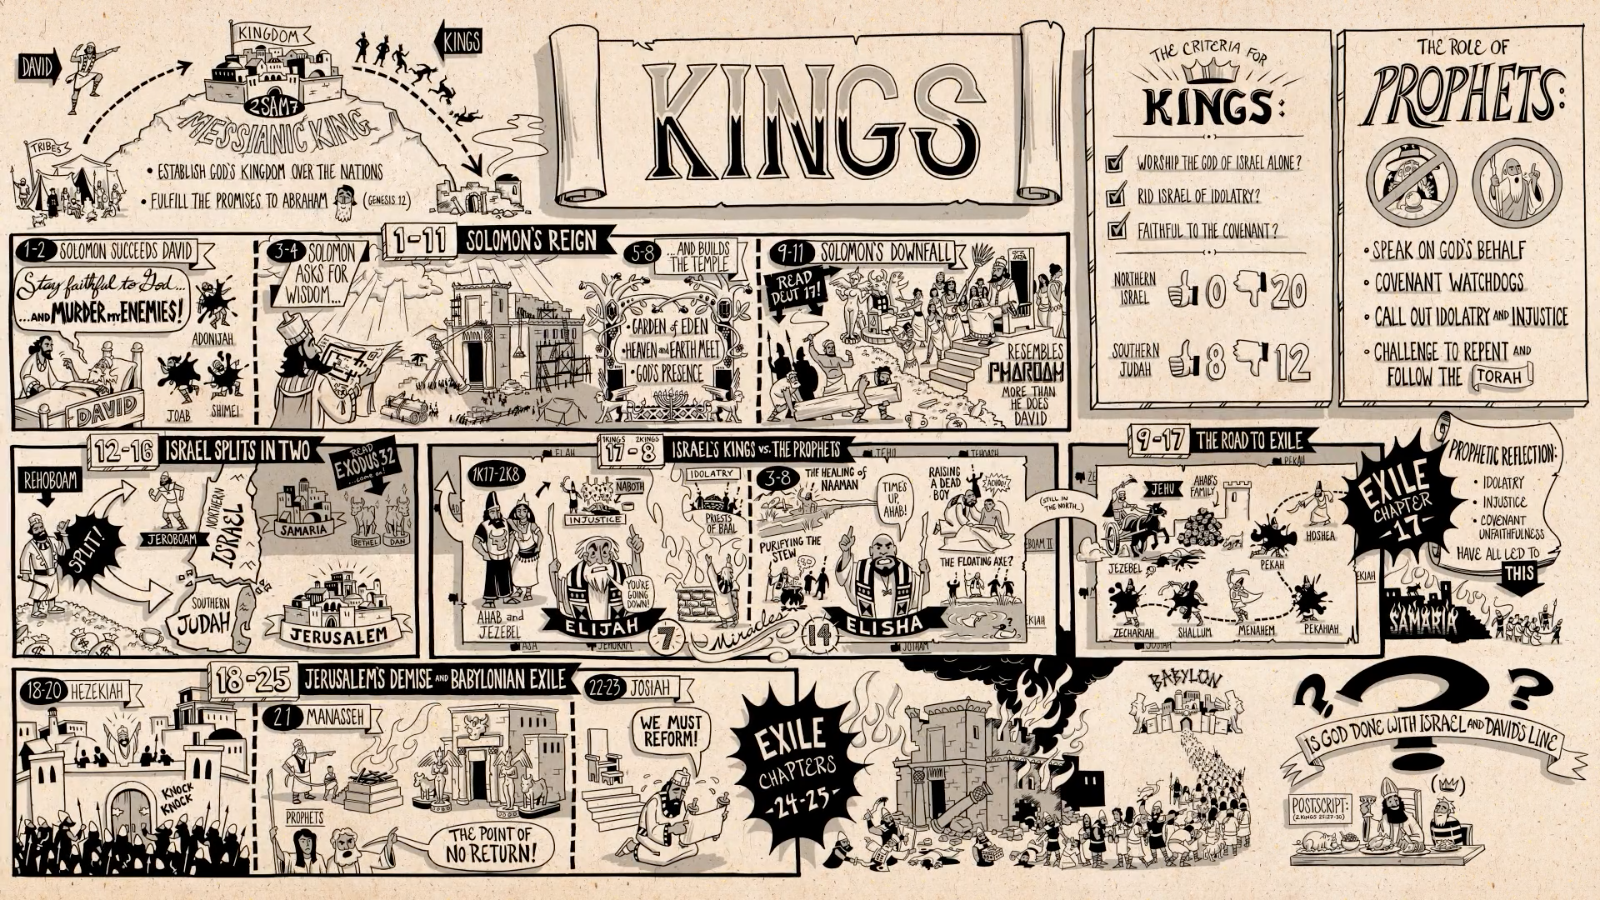 DAVID
KINGDOM
KINGS
2 SAM 7
MESSIANIC KING
TRIBES
• ESTABLISH GOD'S KINGDOM OVER THE NATIONS
• FULFILL THE PROMISES TO ABRAHAM (GENESIS 12)
KINGS
THE CRITERIA FOR
KINGS:
WORSHIP THE GOD OF ISRAEL ALONE?
RID ISRAEL OF IDOLATRY?
FAITHFUL TO THE COVENANT?
NORTHERN
ISRAEL
0
20
SOUTHERN
JUDAH
8
12
THE ROLE OF
PROPHETS:
• SPEAK ON GOD'S BEHALF
• COVENANT WATCHDOGS
• CALL OUT IDOLATRY AND INJUSTICE
• CHALLENGE TO REPENT AND
FOLLOW THE TORAH
1-11 SOLOMON'S REIGN
1-2 SOLOMON SUCCEEDS DAVID
Stay faithful to God...
...AND MURDER MY ENEMIES!
ADONIJAH
JOAB
SHIMEI
DAVID
3-4 SOLOMON
ASKS FOR
WISDOM...
5-8 ...AND BUILDS
THE TEMPLE
• GARDEN OF EDEN
• HEAVEN AND EARTH MEET
• GOD'S PRESENCE
9-11 SOLOMON'S DOWNFALL
READ
DEUT 17!
RESEMBLES
PHAROAH
MORE THAN
HE DOES
DAVID
12-16 ISRAEL SPLITS IN TWO
REHOBOAM
SPLIT!
JEROBOAM
NORTHERN
ISRAEL
SOUTHERN
JUDAH
READ
EXODUS 32
...COME ON!
SAMARIA
BETHEL
DAN
JERUSALEM
1KINGS 2KINGS
17-8 ISRAEL'S KINGS VS. THE PROPHETS
ELAH
JEHU
1K17-2K8
NABOTH
INJUSTICE
IDOLATRY
PRIESTS
OF BAAL
AHAB AND
JEZEBEL
YOU'RE
GOING
DOWN!
ELIJAH
7
Miracles
14
3-8 THE HEALING OF
NAAMAN
TIME'S
UP,
AHAB!
RAISING
A DEAD
BOY
ACHOO!
PURIFYING THE
STEW
THE FLOATING AXE?
?
ELISHA
ASA
JEHORAM
JOTHAM
(STILL IN
THE NORTH...)
9-17 THE ROAD TO EXILE
PEKAH
JEHU
AHAB'S
FAMILY
JEZEBEL
HOSHEA
PEKAH
ZECHARIAH
SHALLUM
MENAHEM
PEKAHIAH
JOSIAH
EXILE
CHAPTER
-17-
PROPHETIC REFLECTION:
• IDOLATRY
• INJUSTICE
• COVENANT
UNFAITHFULNESS
HAVE ALL LED TO
THIS
SAMARIA
18-25 JERUSALEM'S DEMISE AND BABYLONIAN EXILE
18-20 HEZEKIAH
KNOCK
KNOCK
21 MANASSEH
PROPHETS
THE POINT OF
NO RETURN!
22-23 JOSIAH
WE MUST
REFORM!
EXILE
CHAPTERS
-24-25-
BABYLON
? ? ?
IS GOD DONE WITH ISRAEL AND DAVID'S LINE
POSTSCRIPT:
(2 KINGS 25:27-30)